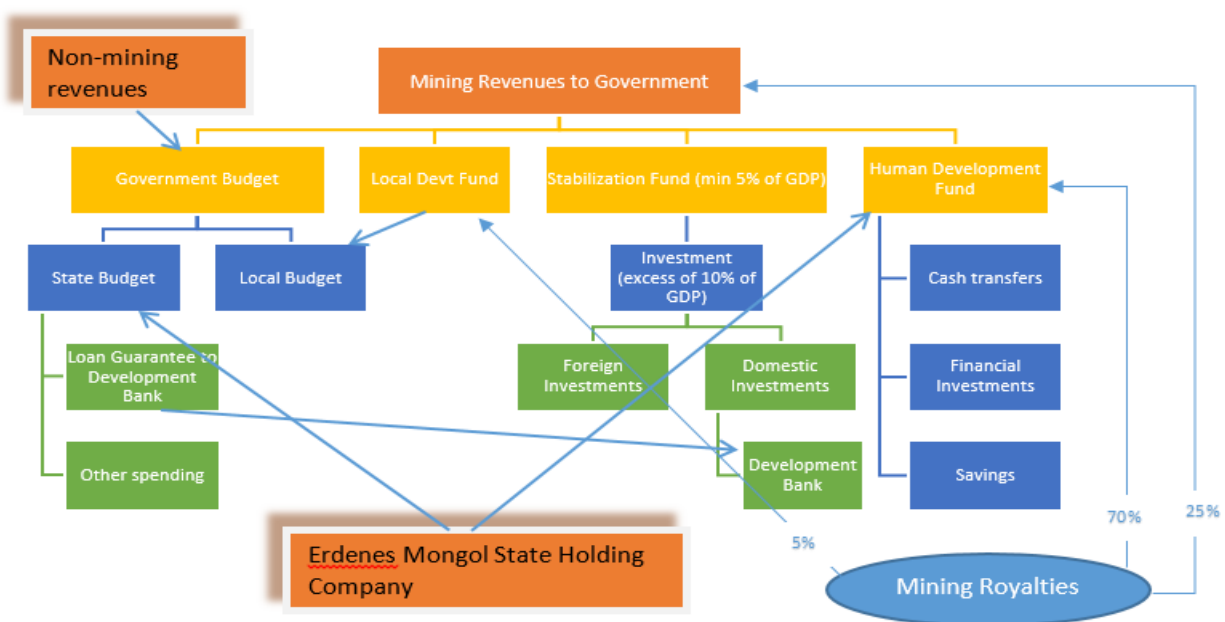 Non-mining
revenues
Mining Revenues to Government
Government Budget
Local Devt Fund
Stabilization Fund (min 5% of GDP)
Human Development
Fund
State Budget
Local Budget
Investment
(excess of 10% of
GDP)
Cash transfers
Loan Guarantee to
Development
Bank
Foreign
Investments
Domestic
Investments
Financial
Investments
Other spending
Development
Bank
Savings
70%
25%
5%
Erdenes Mongol State Holding
Company
Mining Royalties